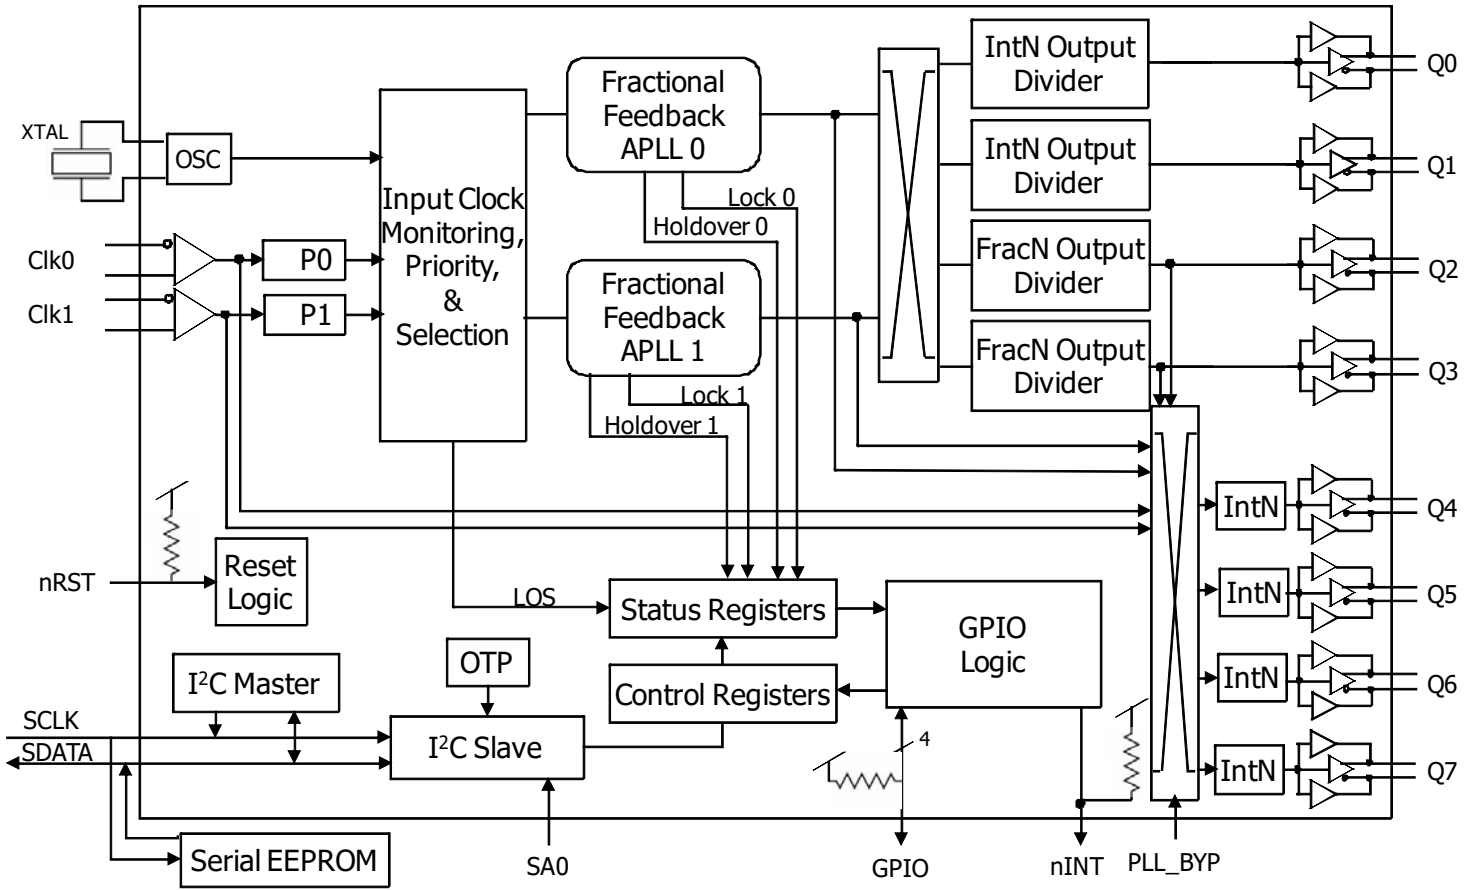 IntN Output
Divider
Q0
Fractional
Feedback
APLL 0
XTAL
OSC
IntN Output
Divider
Q1
Input Clock
Monitoring,
Priority,
&
Selection
Lock 0
Holdover 0
Clk0
P0
FracN Output
Divider
Q2
Clk1
P1
Fractional
Feedback
APLL 1
FracN Output
Divider
Q3
Lock 1
Holdover 1
IntN
Q4
nRST
Reset
Logic
LOS
Status Registers
GPIO
Logic
IntN
Q5
OTP
I²C Master
Control Registers
IntN
Q6
SCLK
SDATA
I²C Slave
4
IntN
Q7
Serial EEPROM
SA0
GPIO
nINT
PLL_BYP